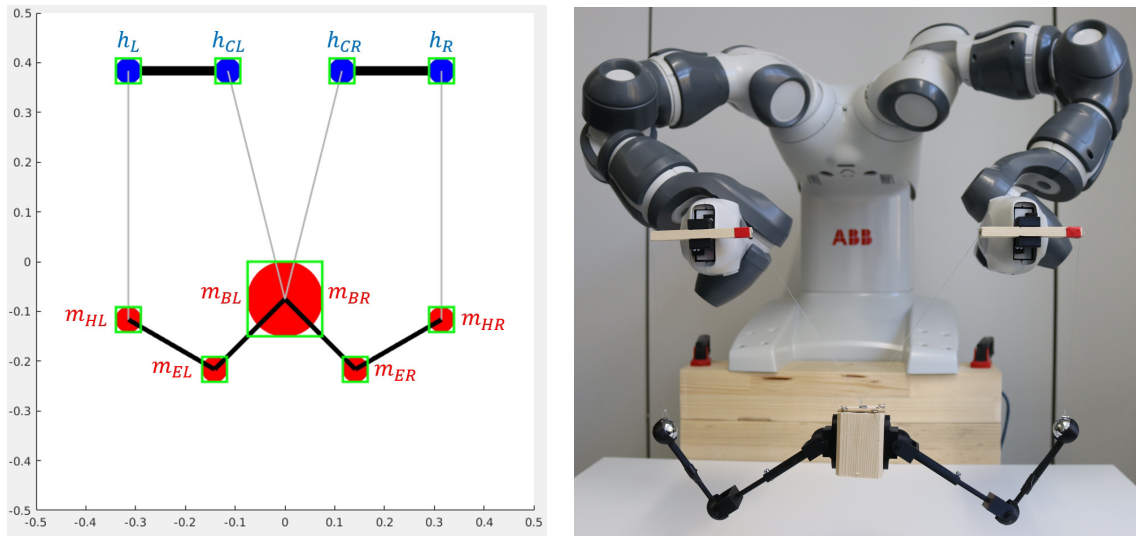 0.5
h_L h_CL h_CR h_R
0.4
0.3
0.2
0.1
0
m_BL m_BR
-0.1
m_HL m_HR
-0.2
m_EL m_ER
-0.3
-0.4
-0.5
-0.5 -0.4 -0.3 -0.2 -0.1 0 0.1 0.2 0.3 0.4 0.5
ABB